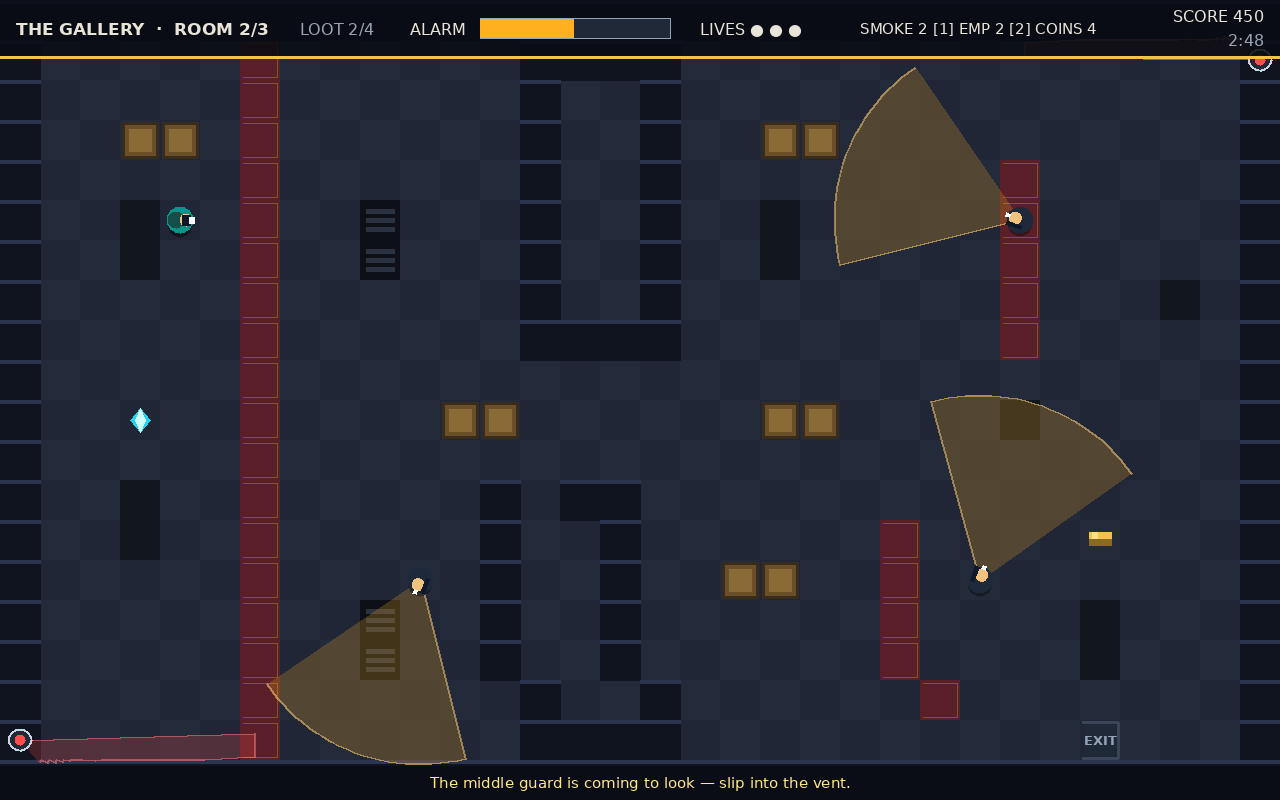 THE GALLERY · ROOM 2/3 LOOT 2/4 ALARM LIVES SMOKE 2 [1] EMP 2 [2] COINS 4 SCORE 450
2:48
EXIT
The middle guard is coming to look — slip into the vent.